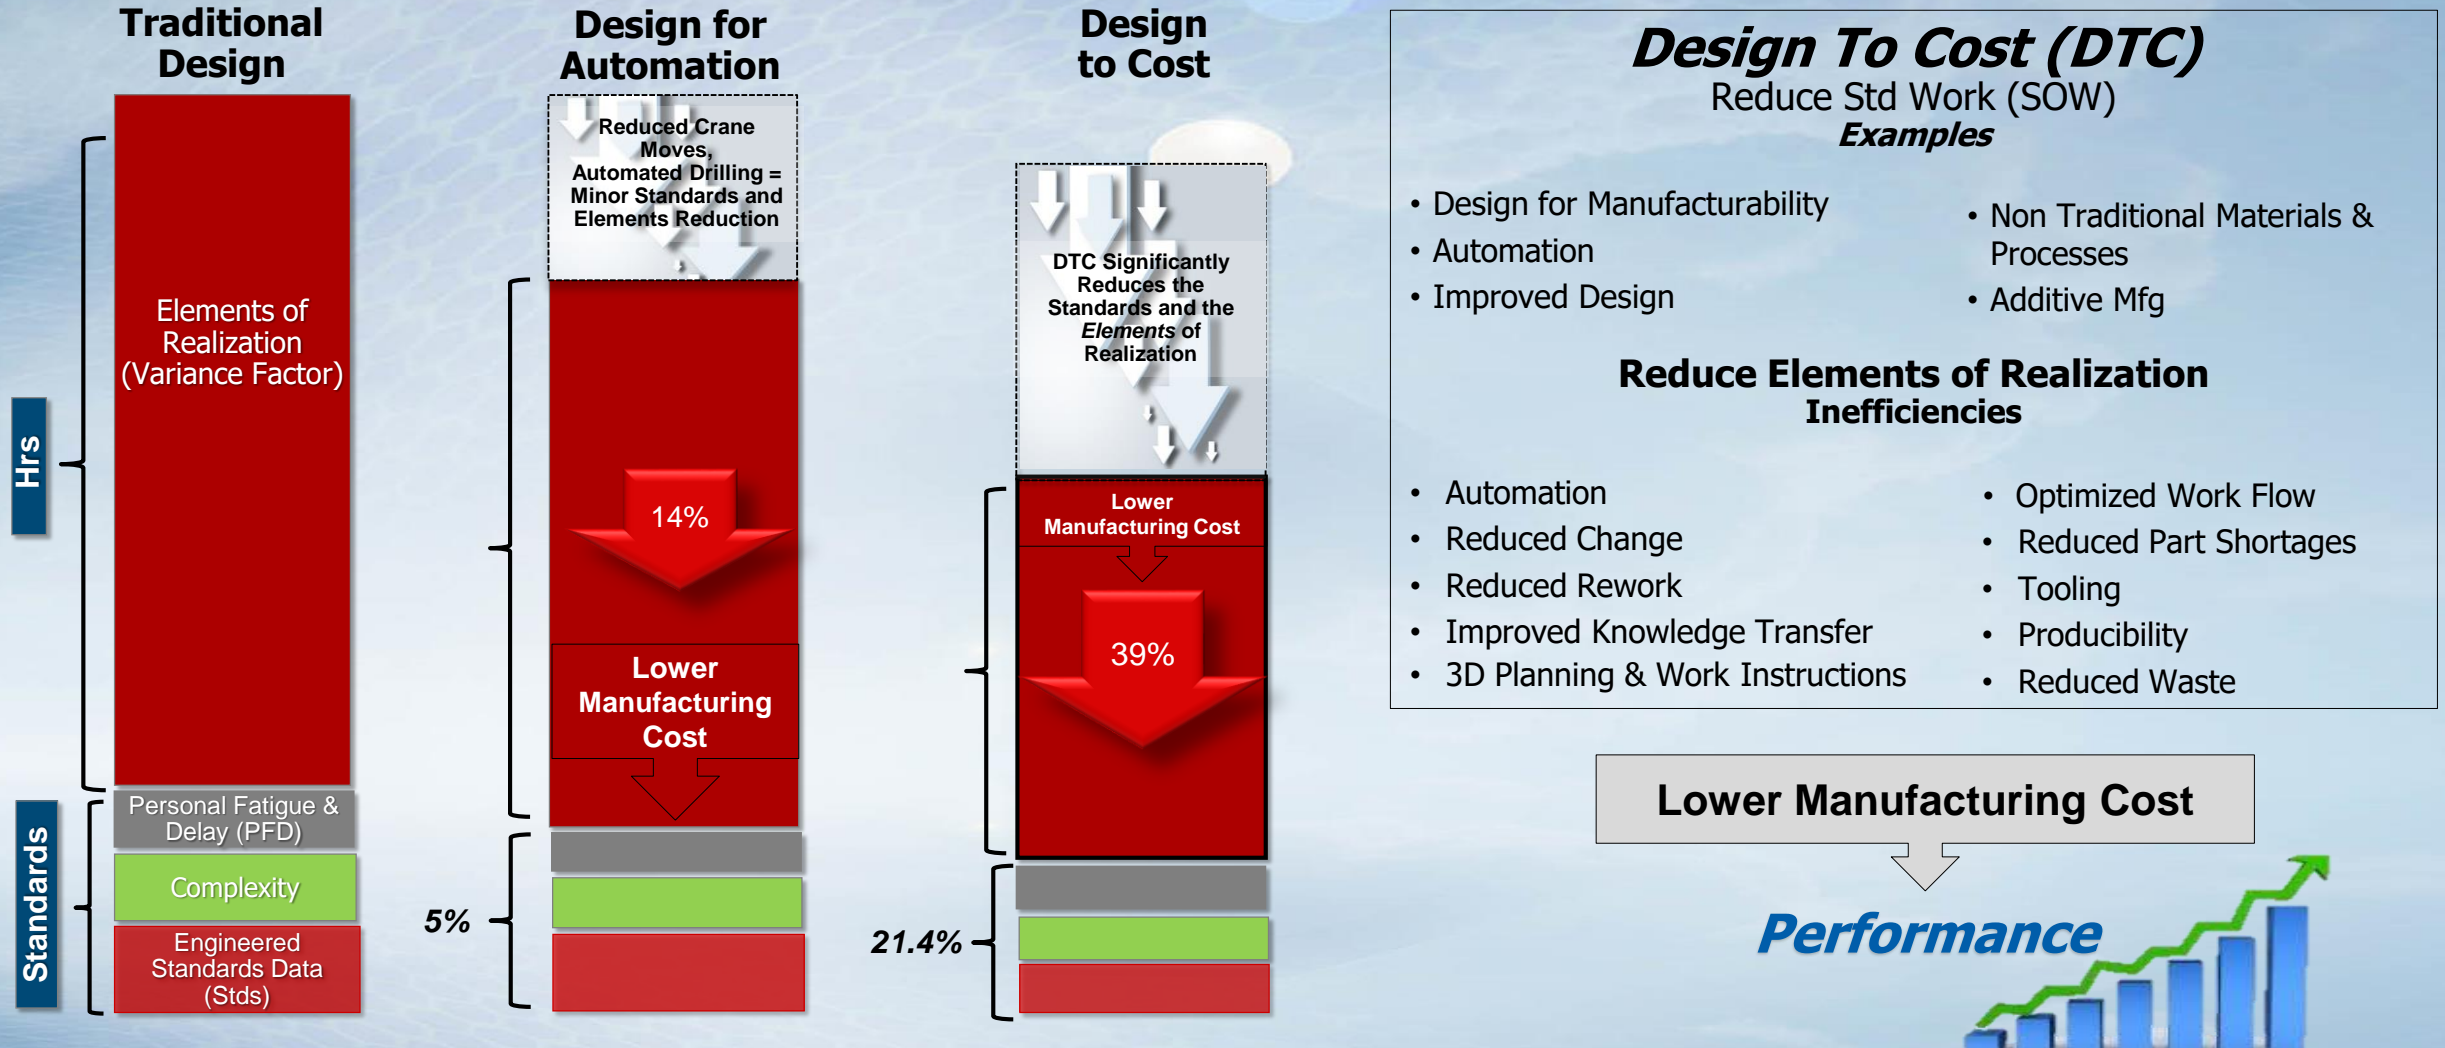 Traditional
Design
Hrs
Elements of
Realization
(Variance Factor)
Standards
Personal Fatigue &
Delay (PFD)
Complexity
Engineered
Standards Data
(Stds)
Design for
Automation
Reduced Crane
Moves,
Automated Drilling =
Minor Standards and
Elements Reduction
14%
Lower
Manufacturing
Cost
5%
Design
to Cost
DTC Significantly
Reduces the
Standards and the
Elements of
Realization
Lower
Manufacturing Cost
39%
21.4%
Design To Cost (DTC)
Reduce Std Work (SOW)
Examples
• Design for Manufacturability
• Automation
• Improved Design
• Non Traditional Materials &
Processes
• Additive Mfg
Reduce Elements of Realization
Inefficiencies
• Automation
• Reduced Change
• Reduced Rework
• Improved Knowledge Transfer
• 3D Planning & Work Instructions
• Optimized Work Flow
• Reduced Part Shortages
• Tooling
• Producibility
• Reduced Waste
Lower Manufacturing Cost
Performance